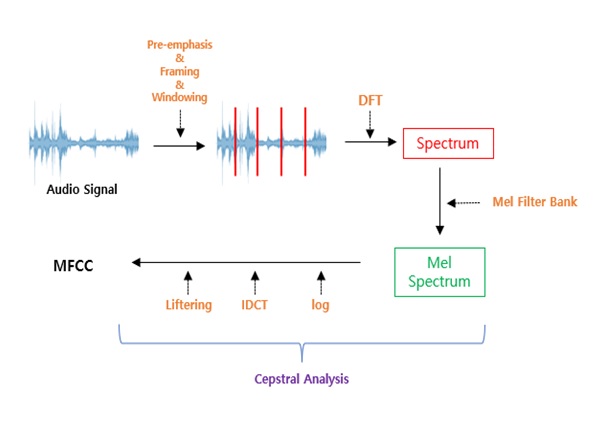 Pre-emphasis
&
Framing
&
Windowing
DFT
Spectrum
Audio Signal
Mel Filter Bank
MFCC
Mel
Spectrum
Liftering
IDCT
log
Cepstral Analysis